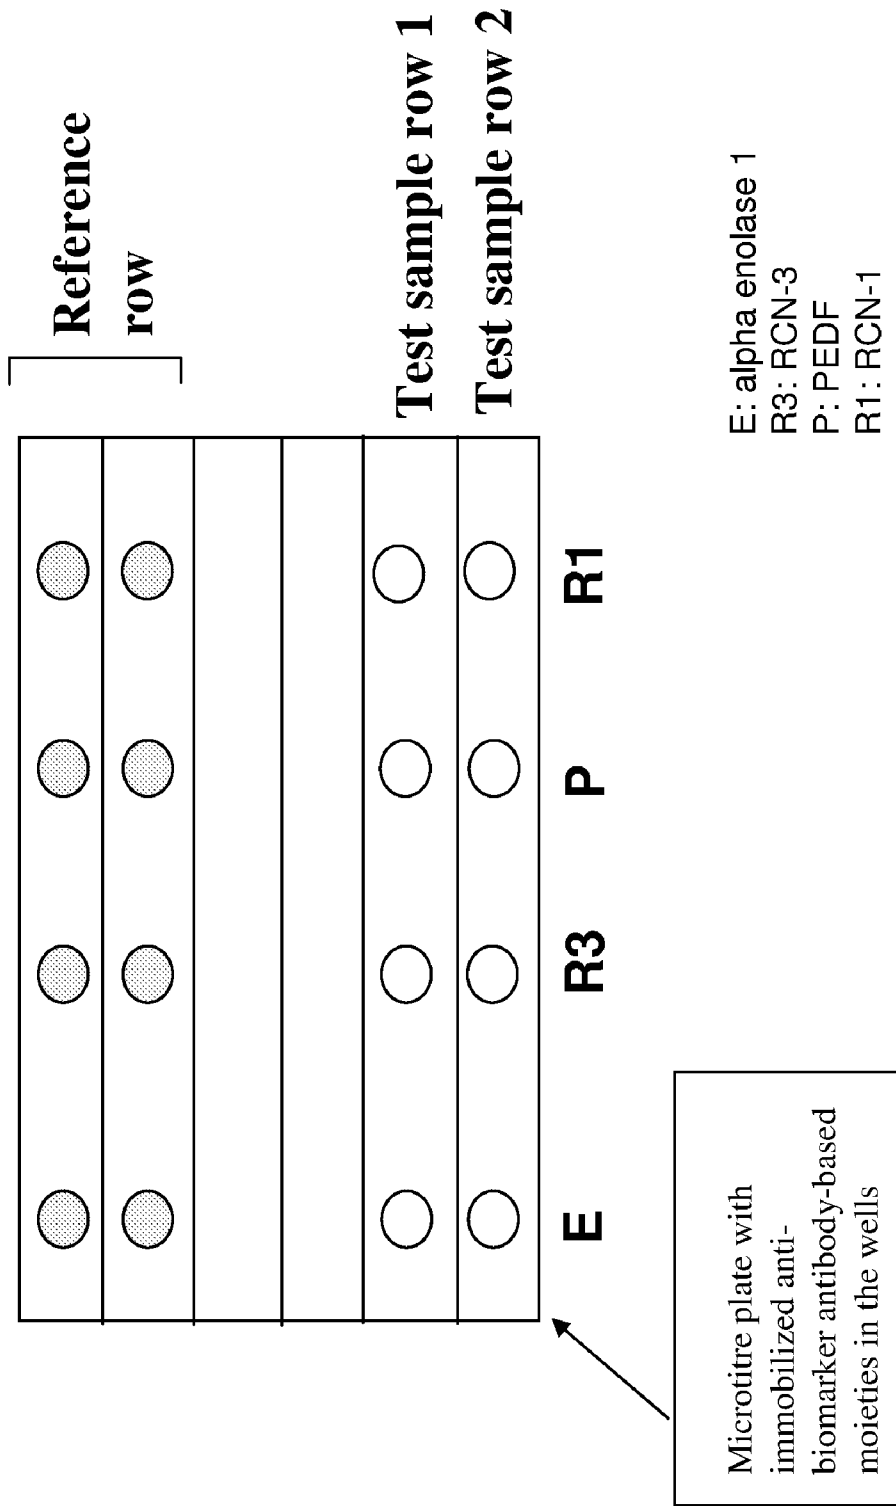 Reference
row
Test sample row 1
Test sample row 2
E
R3
P
R1
E: alpha enolase 1
R3: RCN-3
P: PEDF
R1: RCN-1
Microtitre plate with
immobilized anti-
biomarker antibody-based
moieties in the wells